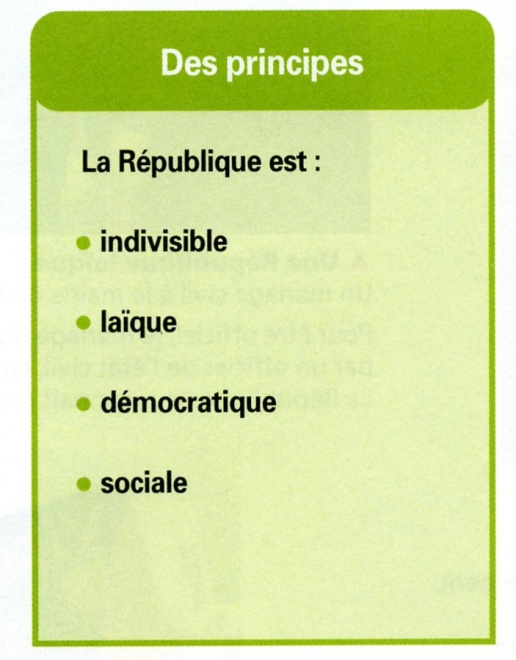 Des principes
La République est :
• indivisible
• laïque
• démocratique
• sociale